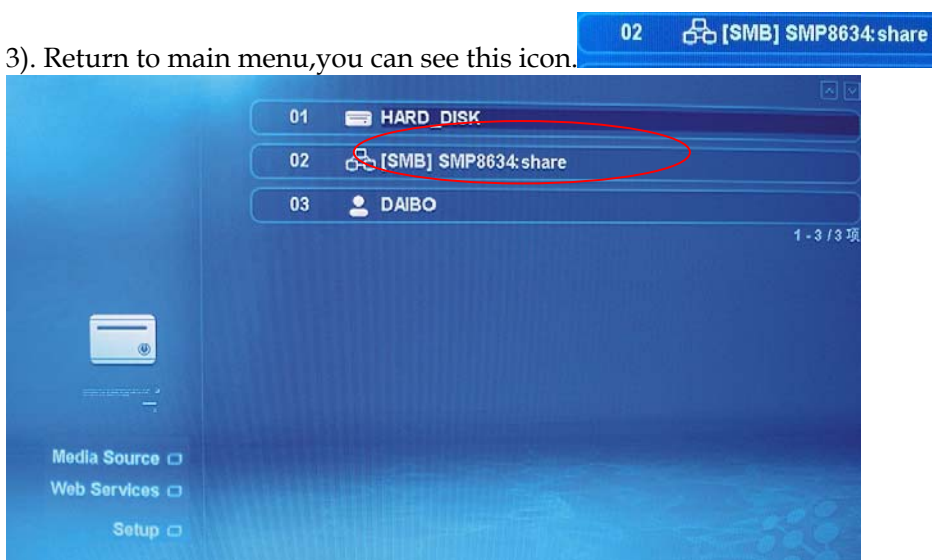 02 [SMB] SMP8634:share
3). Return to main menu,you can see this icon.
01 HARD_DISK
02 [SMB] SMP8634:share
03 DAIBO
1-3/3项
Media Source
Web Services
Setup